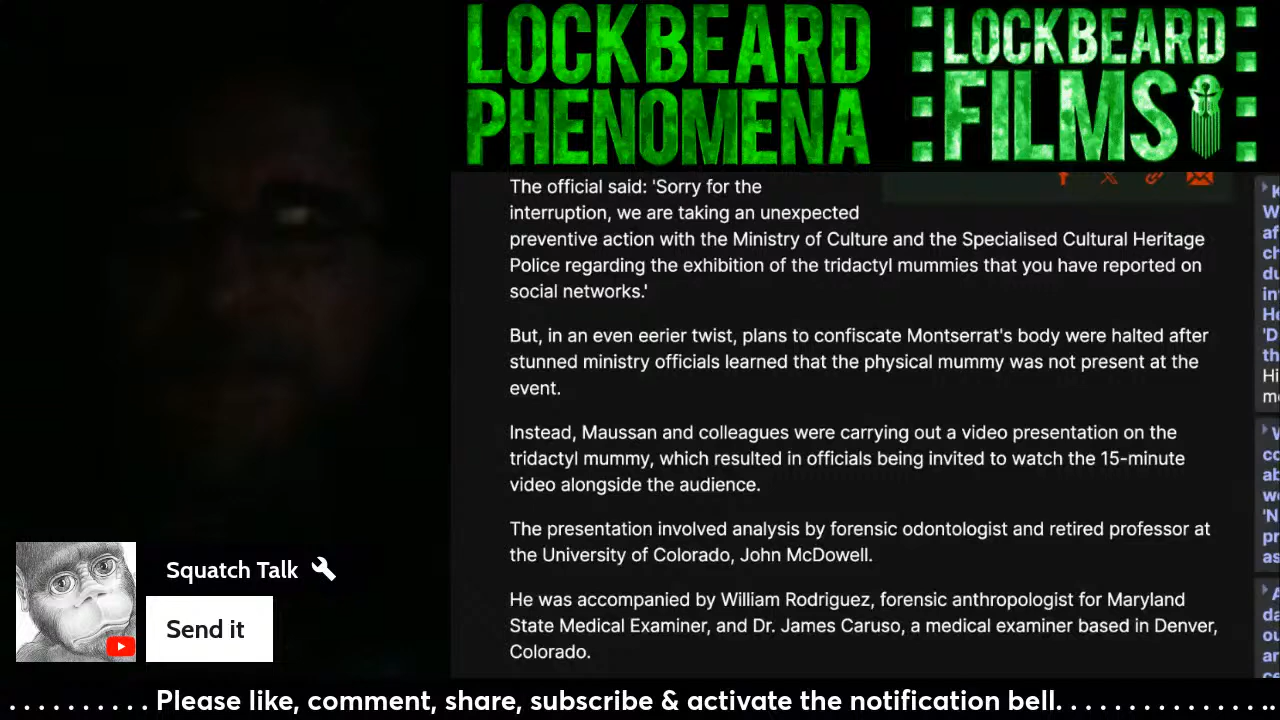 LOCKBEARD
PHENOMENA
LOCKBEARD
FILMS
The official said: 'Sorry for the
interruption, we are taking an unexpected
preventive action with the Ministry of Culture and the Specialised Cultural Heritage
Police regarding the exhibition of the tridactyl mummies that you have reported on
social networks.'
But, in an even eerier twist, plans to confiscate Montserrat's body were halted after
stunned ministry officials learned that the physical mummy was not present at the
event.
Instead, Maussan and colleagues were carrying out a video presentation on the
tridactyl mummy, which resulted in officials being invited to watch the 15-minute
video alongside the audience.
The presentation involved analysis by forensic odontologist and retired professor at
the University of Colorado, John McDowell.
He was accompanied by William Rodriguez, forensic anthropologist for Maryland
State Medical Examiner, and Dr. James Caruso, a medical examiner based in Denver,
Colorado.
Squatch Talk
Send it
. . . . . . . . . . Please like, comment, share, subscribe & activate the notification bell. . . . . . . . . . . . . . .